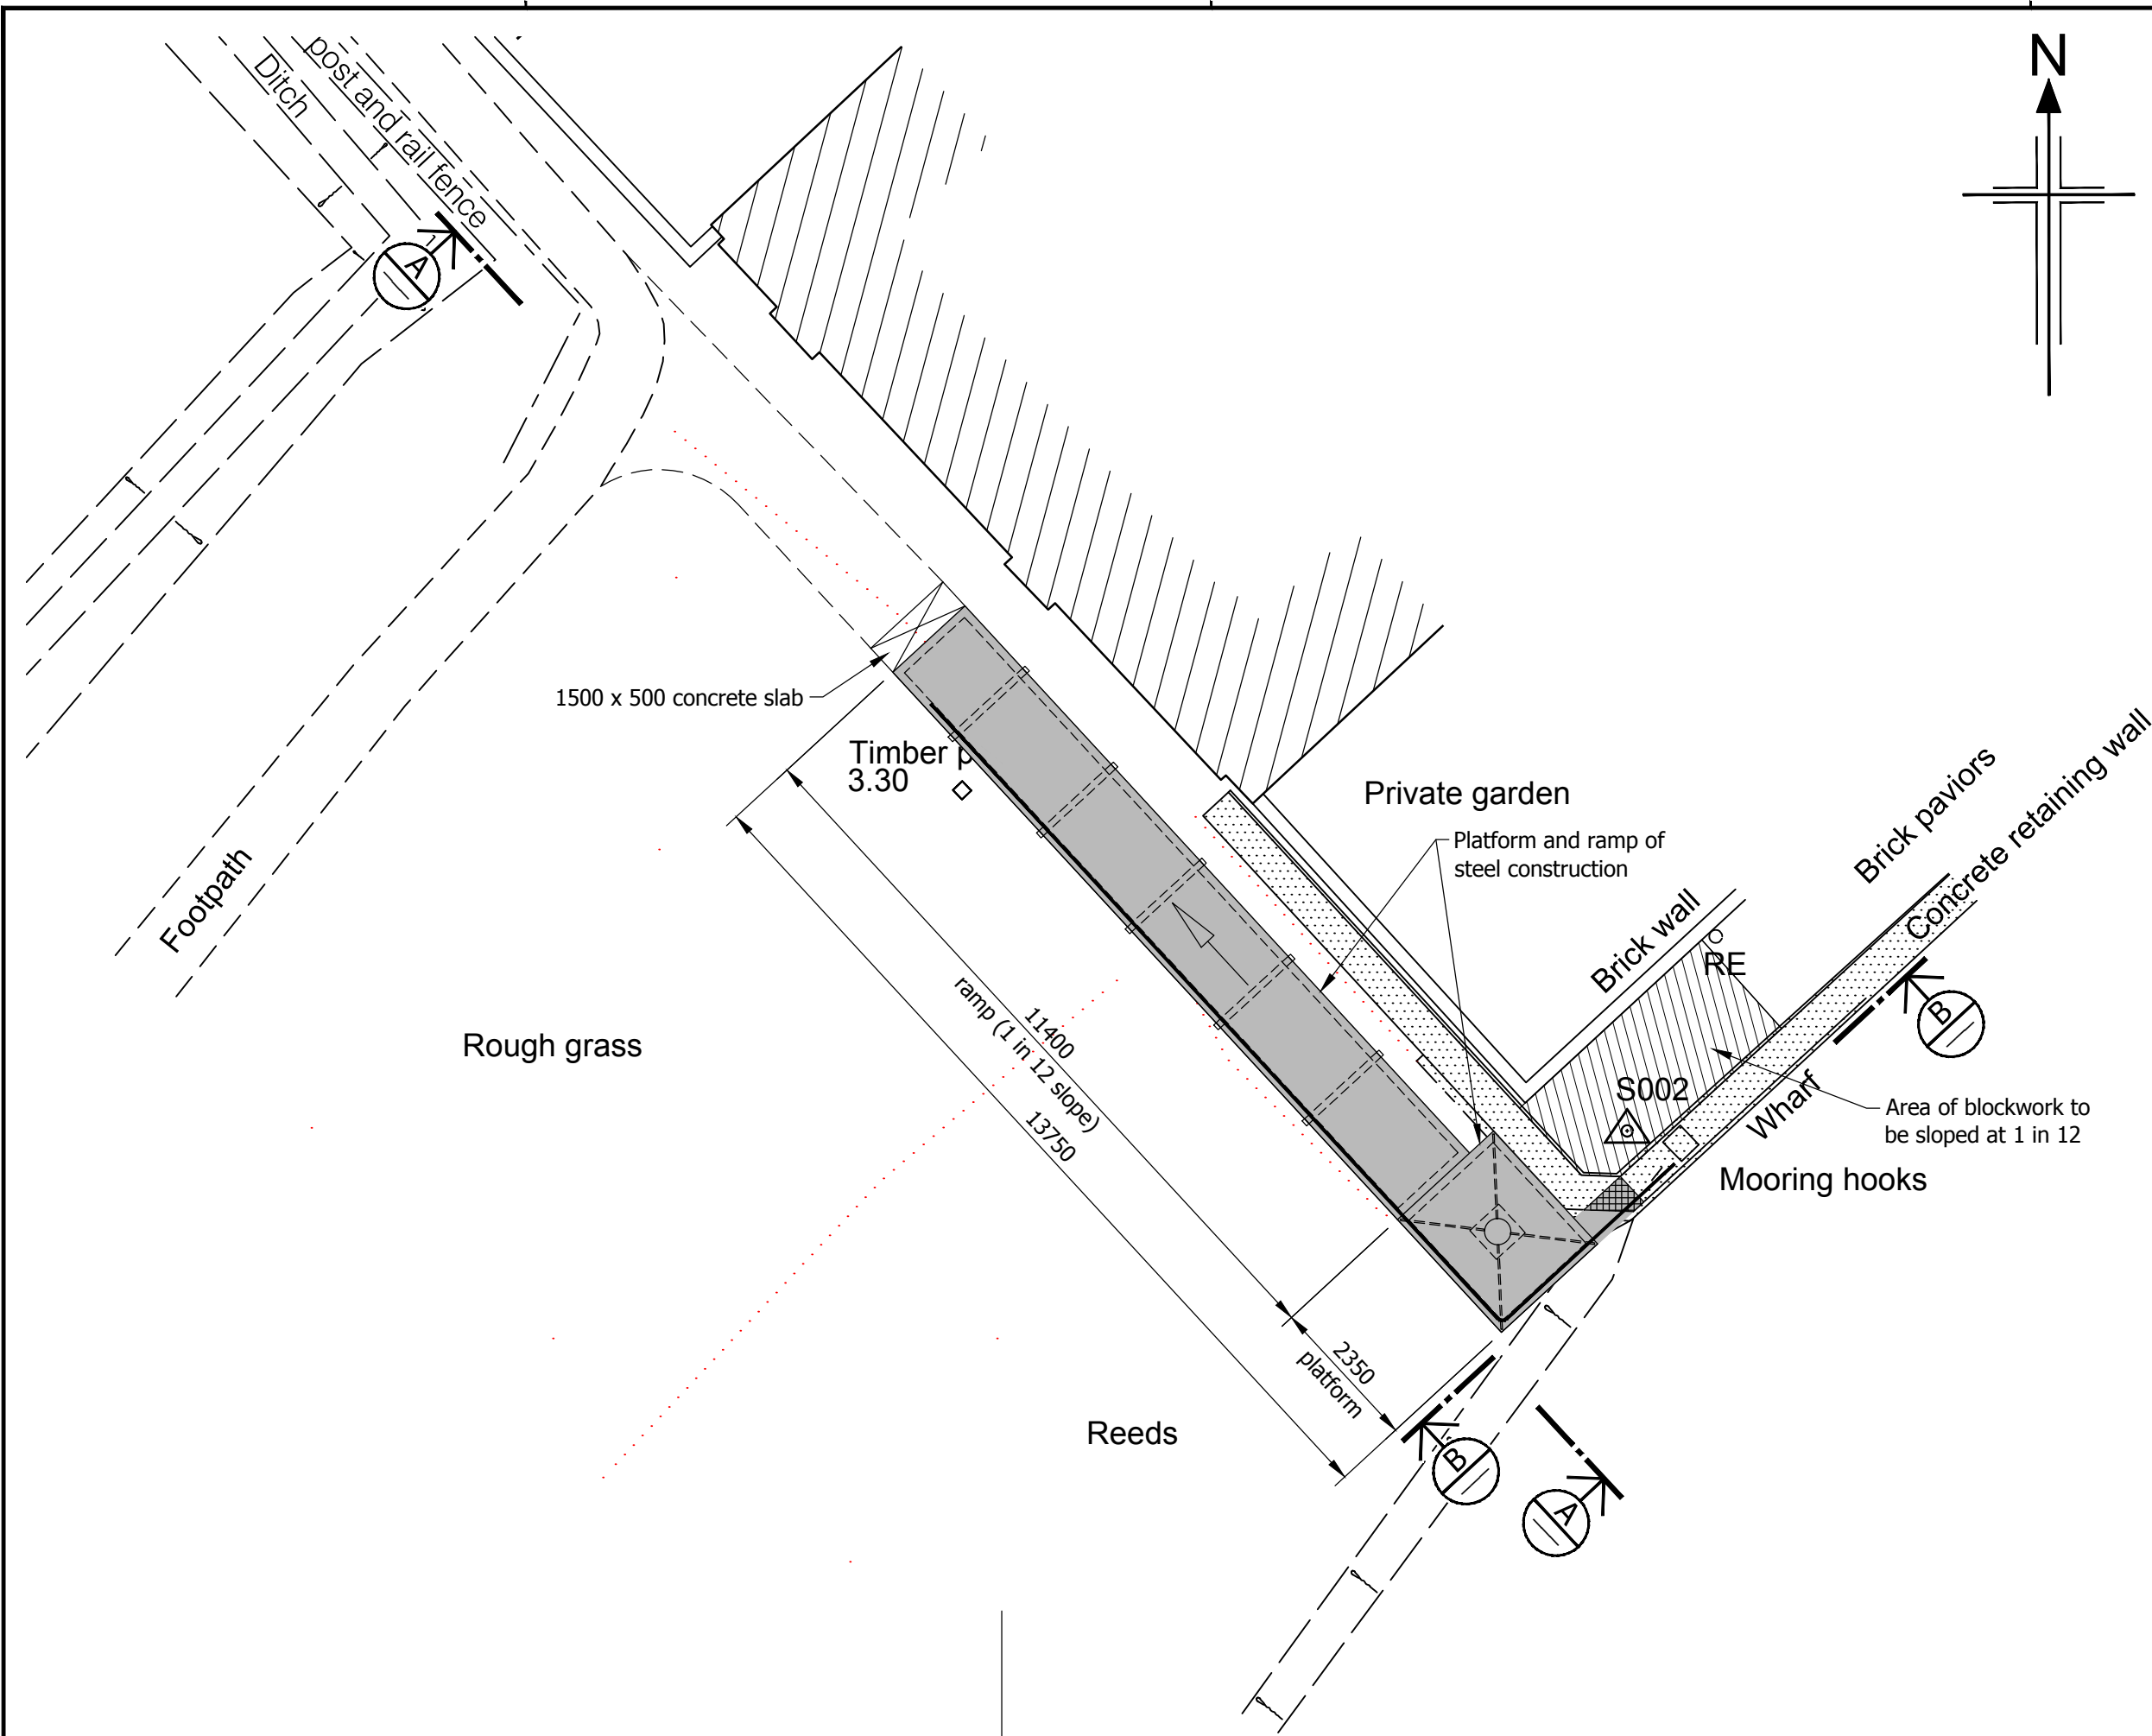 N
Ditch
post and rail fence
A
1500 x 500 concrete slab
Timber p
3.30
Private garden
Platform and ramp of
steel construction
Brick paviors
Concrete retaining wall
Brick wall
RE
Footpath
B
Rough grass
11400
ramp (1 in 12 slope)
13750
S002
Wharf
Area of blockwork to
be sloped at 1 in 12
Mooring hooks
2350
platform
Reeds
B
A